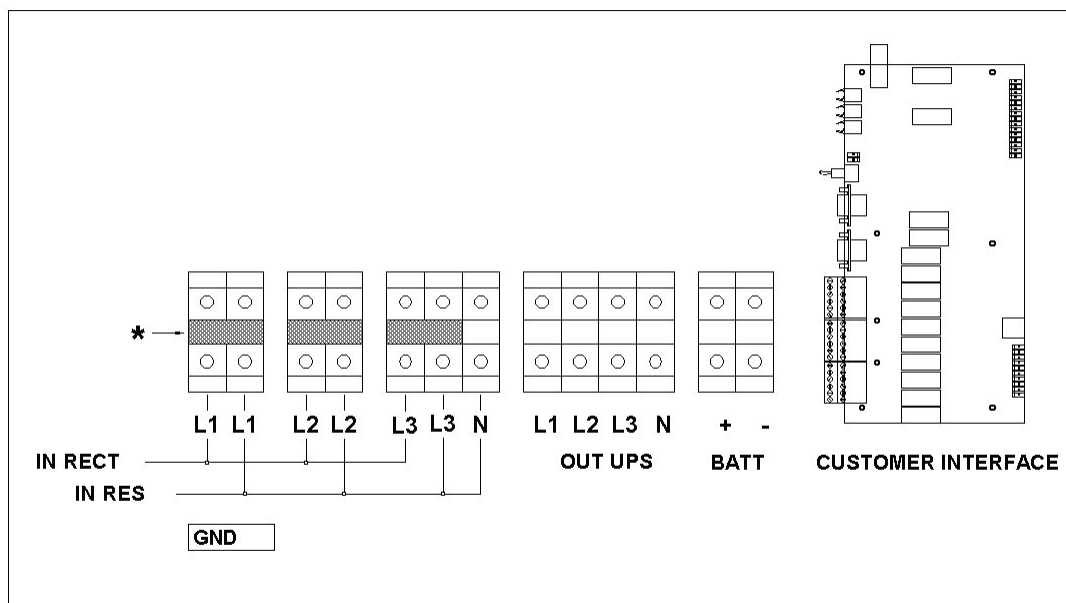 *
L1 L1 L2 L2 L3 L3 N L1 L2 L3 N + -
IN RECT OUT UPS BATT CUSTOMER INTERFACE
IN RES
GND